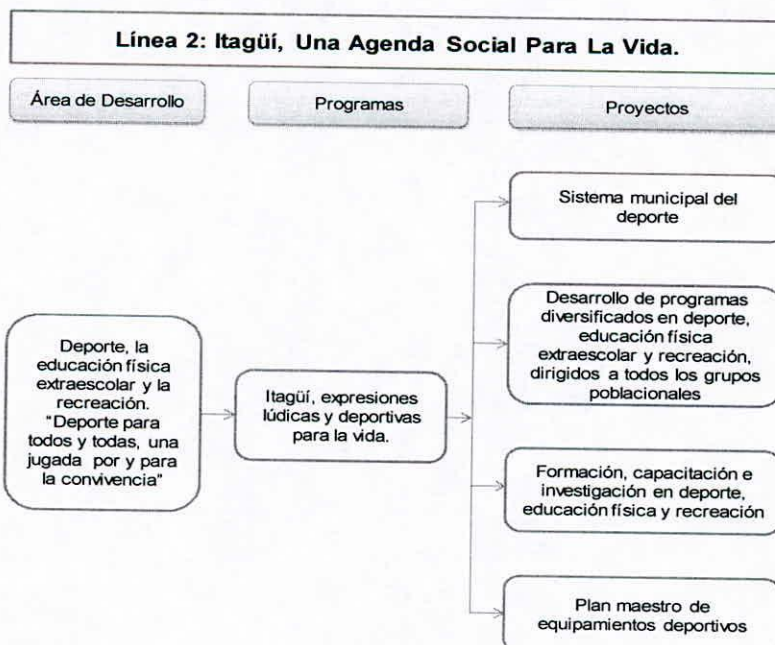 Línea 2: Itagüí, Una Agenda Social Para La Vida.
Área de Desarrollo
Programas
Proyectos
Deporte, la
educación física
extraescolar y la
recreación.
"Deporte para
todos y todas, una
jugada por y para
la convivencia"
Itagüí, expresiones
lúdicas y deportivas
para la vida.
Sistema municipal del
deporte
Desarrollo de programas
diversificados en deporte,
educación física
extraescolar y recreación,
dirigidos a todos los grupos
poblacionales
Formación, capacitación e
investigación en deporte,
educación física y recreación
Plan maestro de
equipamientos deportivos